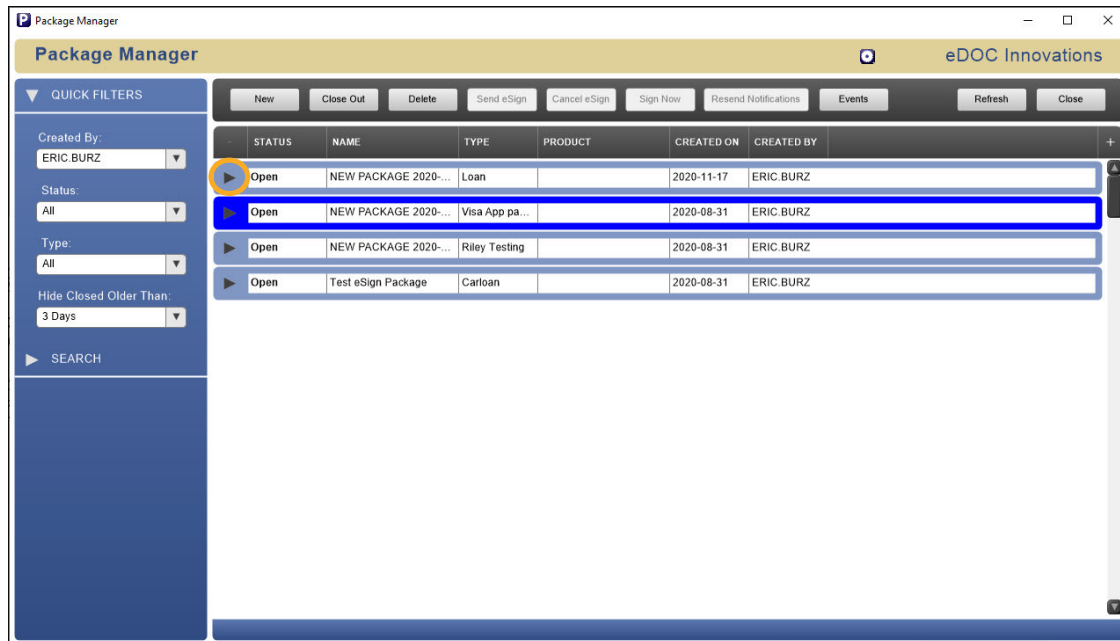 Package Manager
Package Manager
eDOC Innovations
QUICK FILTERS
New Close Out Delete Send eSign Cancel eSign Sign Now Resend Notifications Events Refresh Close
Created By:
ERIC.BURZ
Status:
All
Type:
All
Hide Closed Older Than:
3 Days
SEARCH
- STATUS NAME TYPE PRODUCT CREATED ON CREATED BY +
Open NEW PACKAGE 2020-... Loan 2020-11-17 ERIC.BURZ
Open NEW PACKAGE 2020-... Visa App pa... 2020-08-31 ERIC.BURZ
Open NEW PACKAGE 2020-... Riley Testing 2020-08-31 ERIC.BURZ
Open Test eSign Package Carloan 2020-08-31 ERIC.BURZ